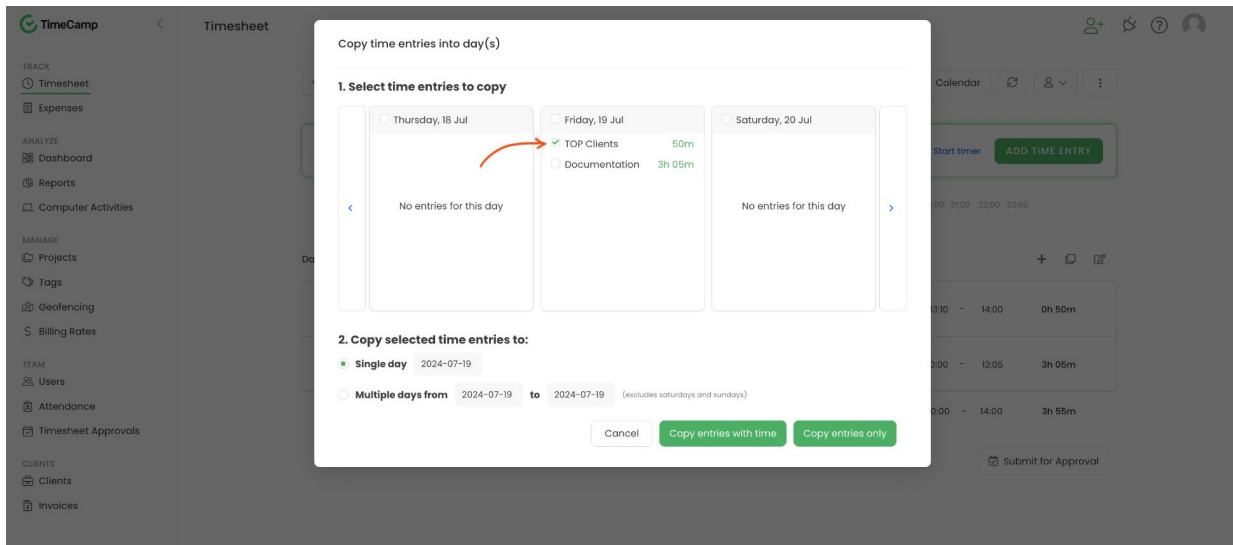 TimeCamp
Timesheet
TRACK
Timesheet
Expenses
ANALYZE
Dashboard
Reports
Computer Activities
MANAGE
Projects
Tags
Geofencing
Billing Rates
TEAM
Users
Attendance
Timesheet Approvals
CLIENTS
Clients
Invoices
Copy time entries into day(s)
1. Select time entries to copy
Thursday, 18 Jul
No entries for this day
Friday, 19 Jul
TOP Clients 50m
Documentation 3h 05m
Saturday, 20 Jul
No entries for this day
2. Copy selected time entries to:
Single day 2024-07-19
Multiple days from 2024-07-19 to 2024-07-19 (excludes saturdays and sundays)
Cancel Copy entries with time Copy entries only
Calendar
Start timer ADD TIME ENTRY
21:00 22:00 23:00
13:10 - 14:00 0h 50m
- 13:05 3h 05m
- 14:00 3h 55m
Submit for Approval